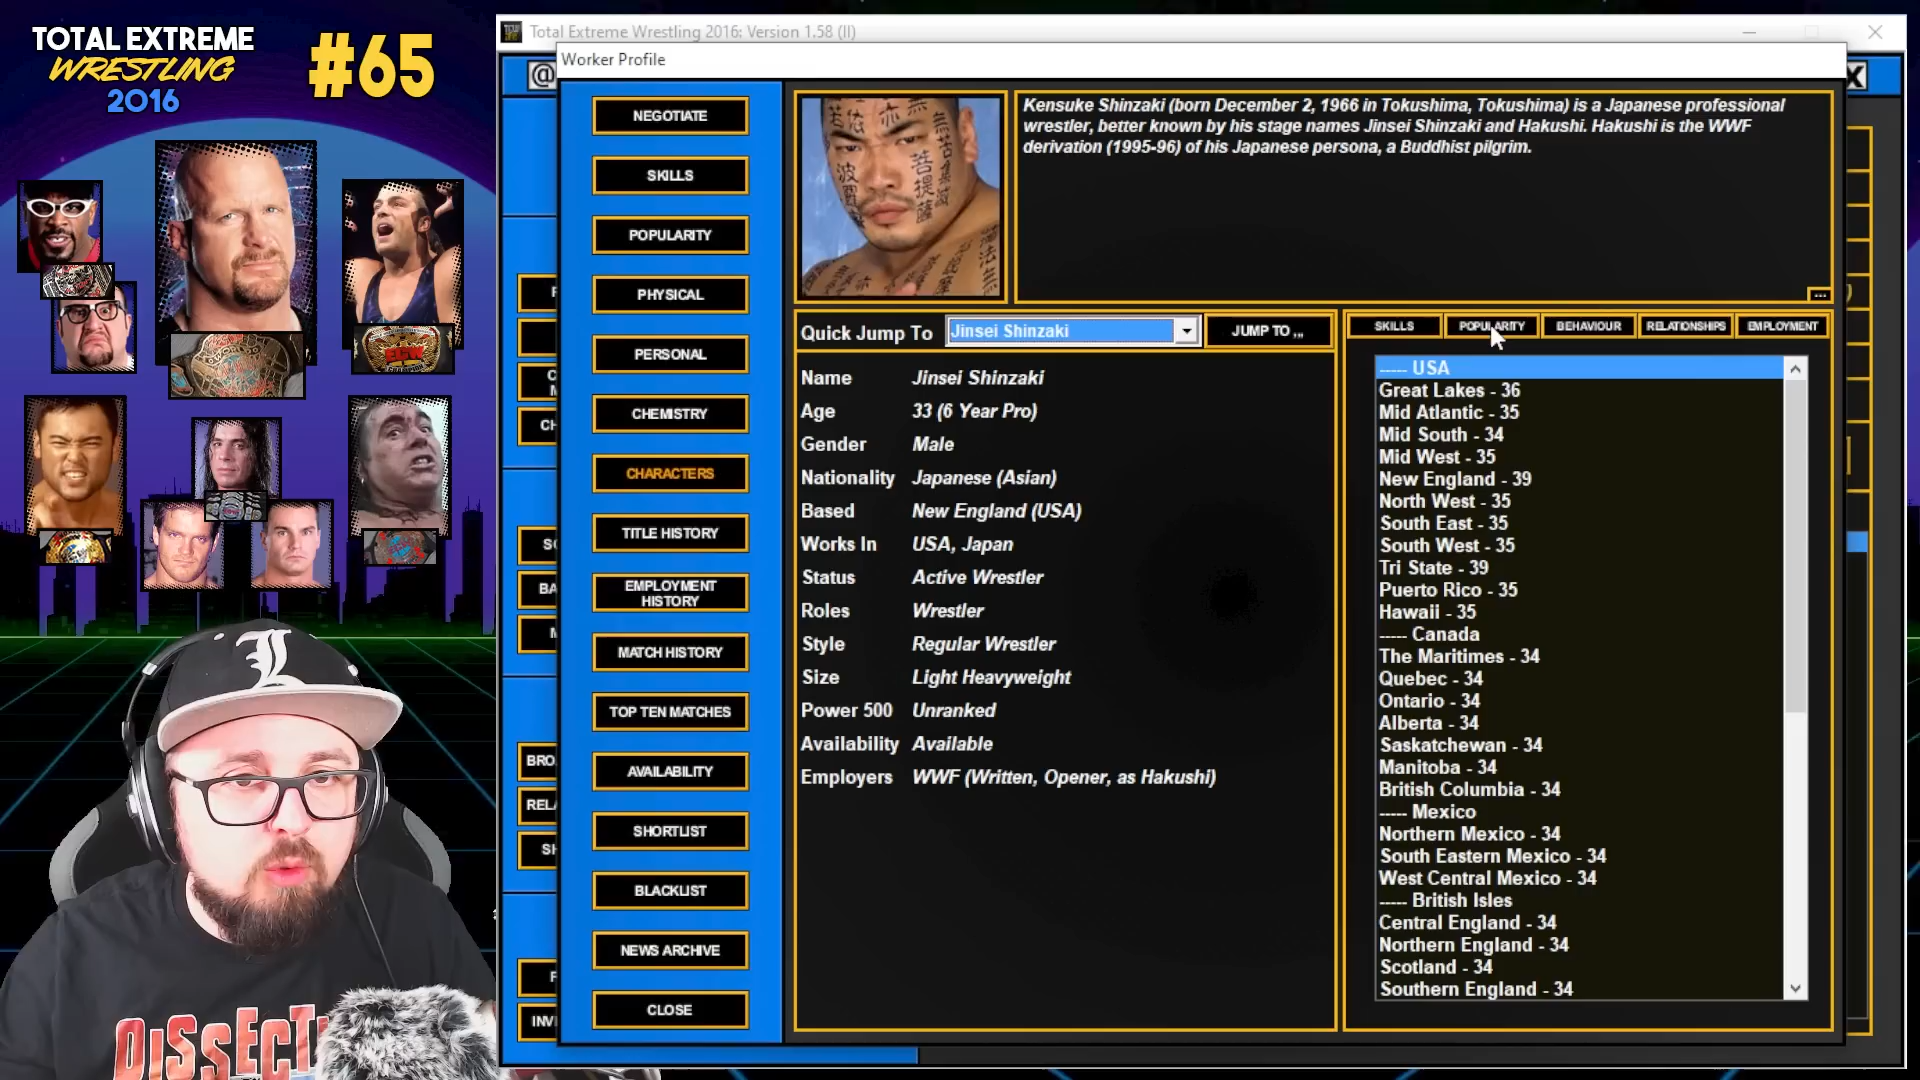 TOTAL EXTREME
WRESTLING
2016
#65
Total Extreme Wrestling 2016: Version 1.58 (II)
Worker Profile
@
X
NEGOTIATE
SKILLS
POPULARITY
PHYSICAL
PERSONAL
CHEMISTRY
CHARACTERS
TITLE HISTORY
EMPLOYMENT
HISTORY
MATCH HISTORY
TOP TEN MATCHES
AVAILABILITY
SHORTLIST
BLACKLIST
NEWS ARCHIVE
CLOSE
Kensuke Shinzaki (born December 2, 1966 in Tokushima, Tokushima) is a Japanese professional
wrestler, better known by his stage names Jinsei Shinzaki and Hakushi. Hakushi is the WWF
derivation (1995-96) of his Japanese persona, a Buddhist pilgrim.
...
Quick Jump To
Jinsei Shinzaki
JUMP TO ...
Name Jinsei Shinzaki
Age 33 (6 Year Pro)
Gender Male
Nationality Japanese (Asian)
Based New England (USA)
Works In USA, Japan
Status Active Wrestler
Roles Wrestler
Style Regular Wrestler
Size Light Heavyweight
Power 500 Unranked
Availability Available
Employers WWF (Written, Opener, as Hakushi)
SKILLS
POPULARITY
BEHAVIOUR
RELATIONSHIPS
EMPLOYMENT
----- USA
Great Lakes - 36
Mid Atlantic - 35
Mid South - 34
Mid West - 35
New England - 39
North West - 35
South East - 35
South West - 35
Tri State - 39
Puerto Rico - 35
Hawaii - 35
----- Canada
The Maritimes - 34
Quebec - 34
Ontario - 34
Alberta - 34
Saskatchewan - 34
Manitoba - 34
British Columbia - 34
----- Mexico
Northern Mexico - 34
South Eastern Mexico - 34
West Central Mexico - 34
----- British Isles
Central England - 34
Northern England - 34
Scotland - 34
Southern England - 34
ECW
L
DISSECT